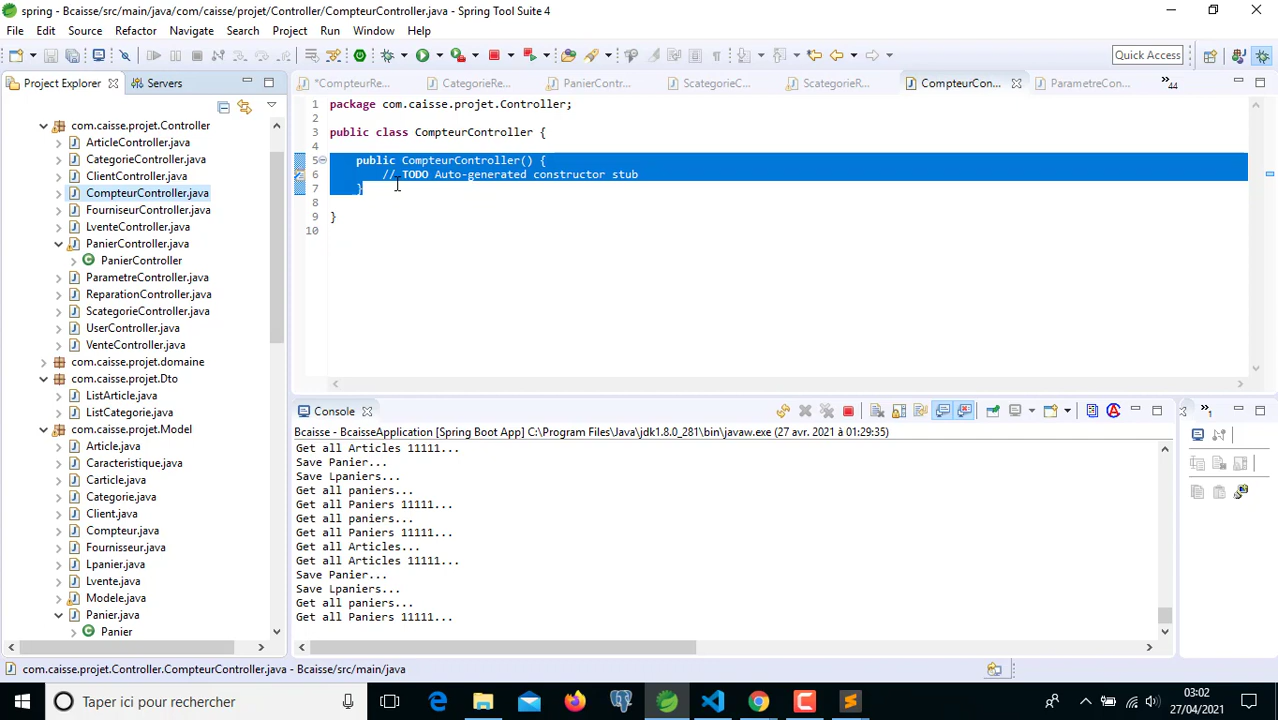 spring - Bcaisse/src/main/java/com/caisse/projet/Controller/CompteurController.java - Spring Tool Suite 4
File Edit Source Refactor Navigate Search Project Run Window Help
Quick Access
Project Explorer Servers
*CompteurRe... CategorieRe... PanierContr... ScategorieC... ScategorieR... CompteurCon... ParametreCon... »44
com.caisse.projet.Controller
ArticleController.java
CategorieController.java
ClientController.java
CompteurController.java
FourniseurController.java
LventeController.java
PanierController.java
PanierController
ParametreController.java
ReparationController.java
ScategorieController.java
UserController.java
VenteController.java
com.caisse.projet.domaine
com.caisse.projet.Dto
ListArticle.java
ListCategorie.java
com.caisse.projet.Model
Article.java
Caracteristique.java
Carticle.java
Categorie.java
Client.java
Compteur.java
Fournisseur.java
Lpanier.java
Lvente.java
Modele.java
Panier.java
Panier
1 package com.caisse.projet.Controller;
2
3 public class CompteurController {
4
5 public CompteurController() {
6 // TODO Auto-generated constructor stub
7 }
8
9 }
10
Console
»1
Bcaisse - BcaisseApplication [Spring Boot App] C:\Program Files\Java\jdk1.8.0_281\bin\javaw.exe (27 avr. 2021 à 01:29:35)
Get all Articles 11111...
Save Panier...
Save Lpaniers...
Get all paniers...
Get all Paniers 11111...
Get all paniers...
Get all Paniers 11111...
Get all Articles...
Get all Articles 11111...
Save Panier...
Save Lpaniers...
Get all paniers...
Get all Paniers 11111...
com.caisse.projet.Controller.CompteurController.java - Bcaisse/src/main/java
Taper ici pour rechercher
03:02
27/04/2021